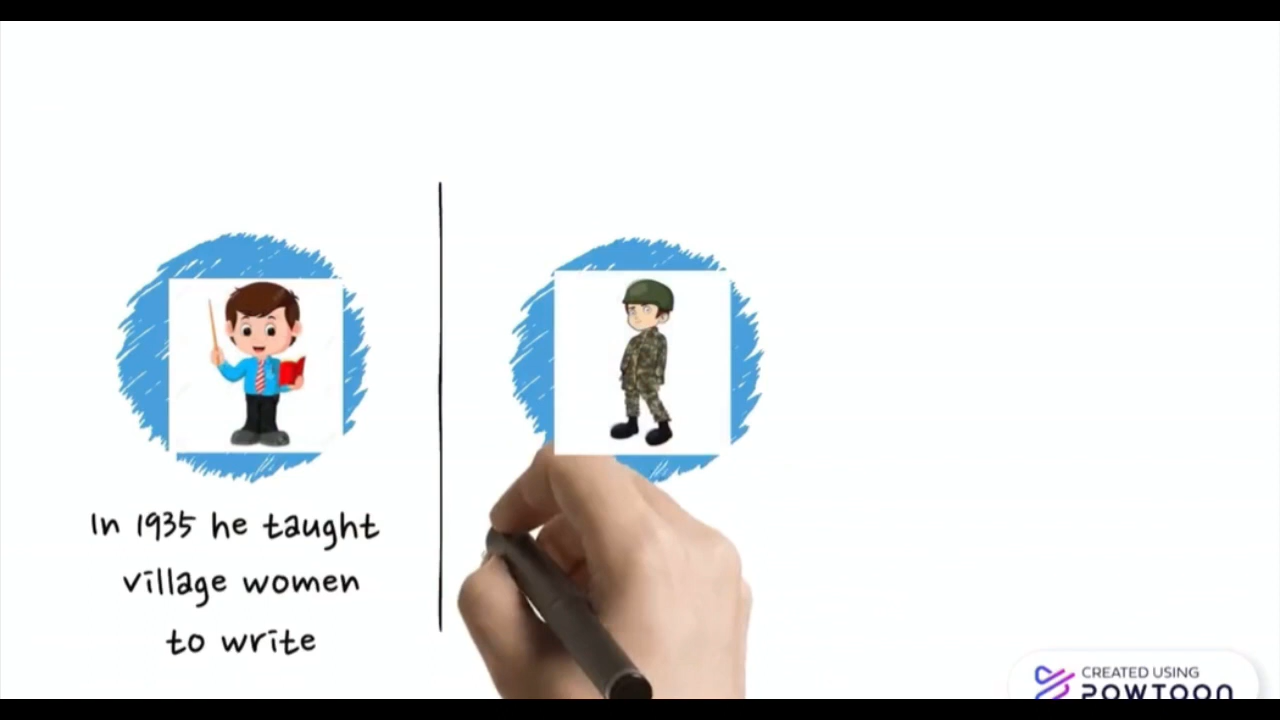 In 1935 he taught
village women
to write
CREATED USING
POWTOON